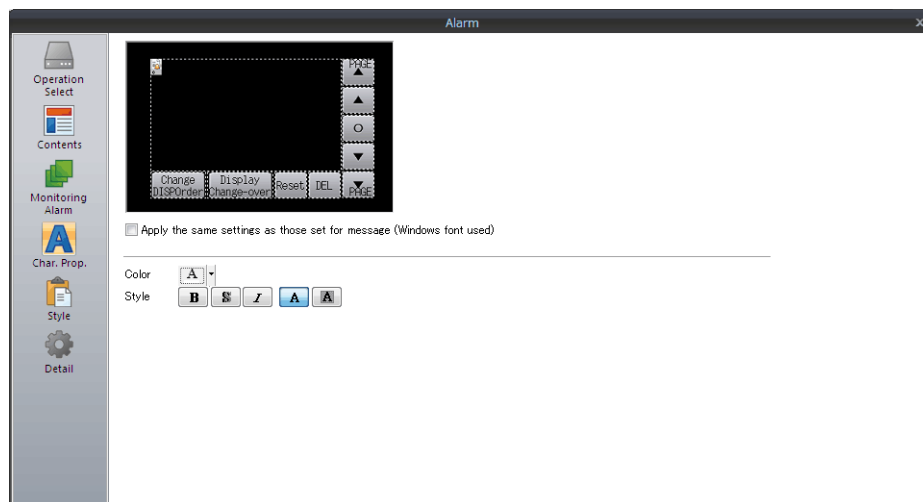 Alarm
x
Operation
Select
Contents
Monitoring
Alarm
A
Char. Prop.
Style
Detail
PAGE
O
Change
DISPOrder
Display
Change-over
Reset
DEL
PAGE
Apply the same settings as those set for message (Windows font used)
Color
A
Style
B S I A A